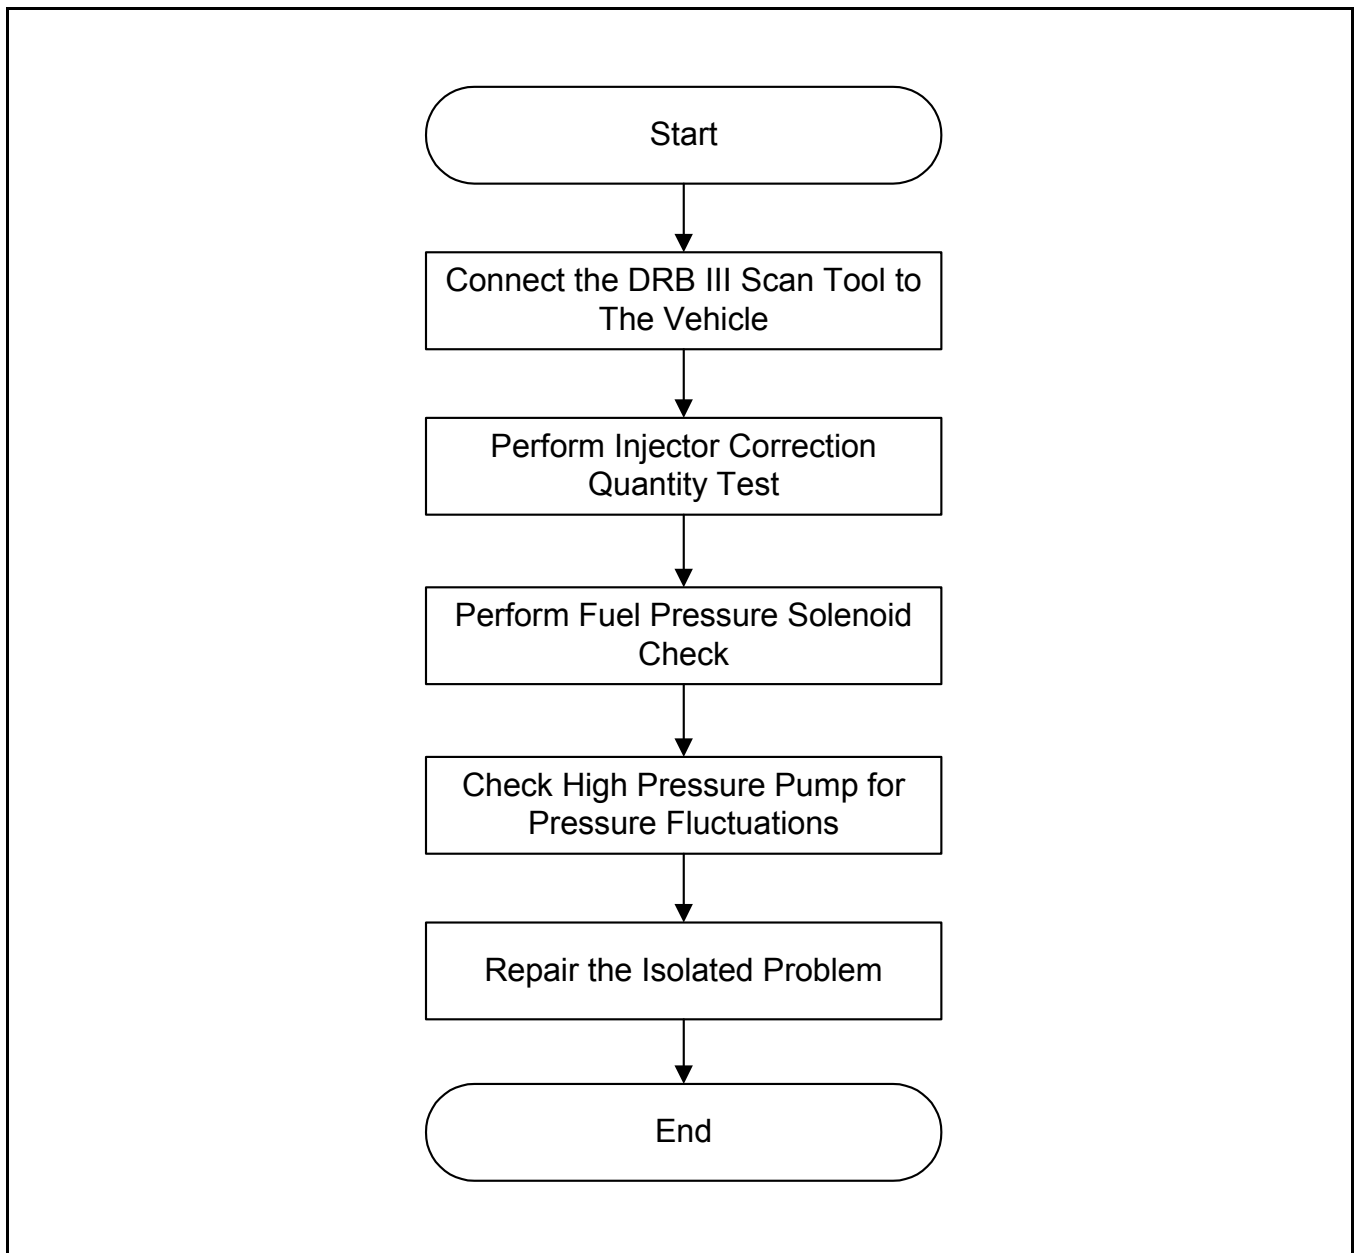 Start
Connect the DRB III Scan Tool to
The Vehicle
Perform Injector Correction
Quantity Test
Perform Fuel Pressure Solenoid
Check
Check High Pressure Pump for
Pressure Fluctuations
Repair the Isolated Problem
End